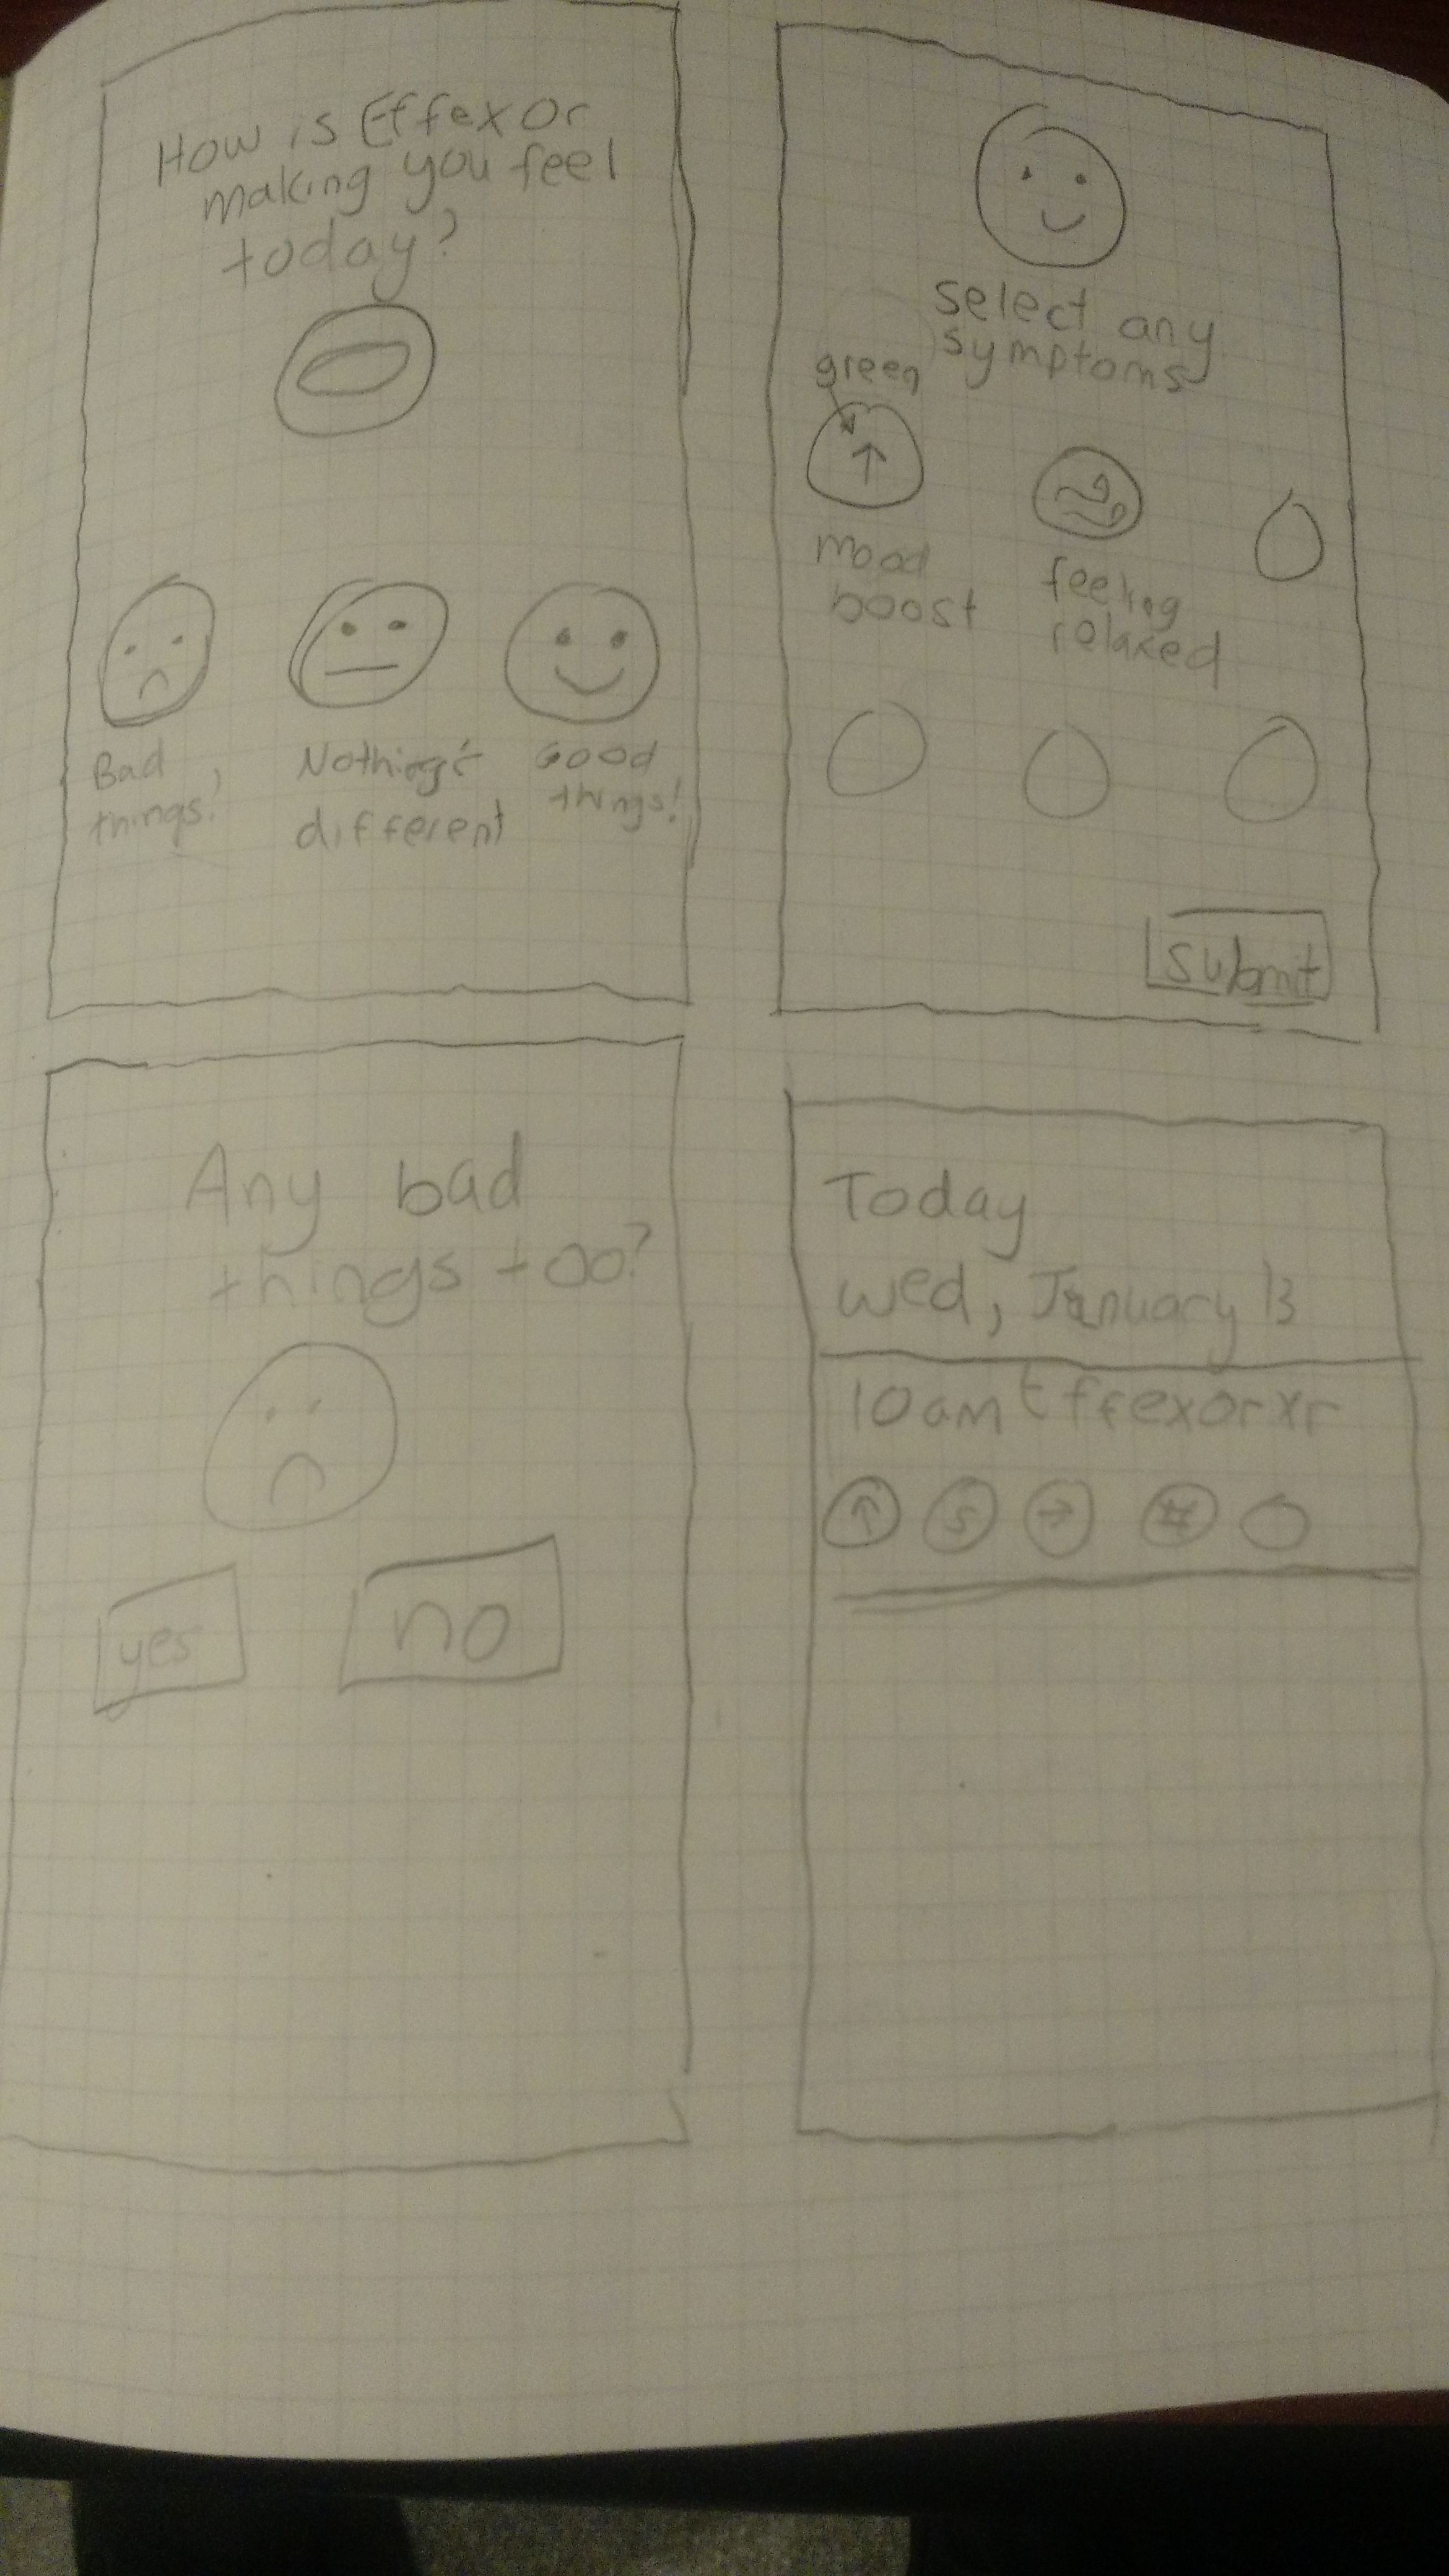 How is Effexor
making you feel
today?
Bad
things!
Nothing's
different
Good
things!
select any
symptoms
green
mood
boost
feeling
relaxed
submit
Any bad
things too?
yes
no
Today
wed, January 13
10am Effexor xr